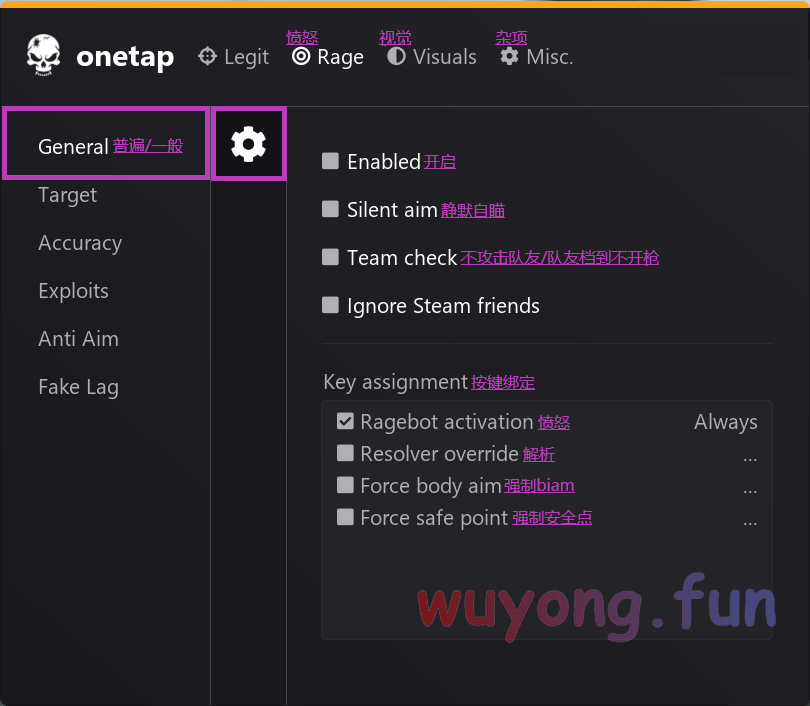 愤怒 视觉 杂项
onetap Legit Rage Visuals Misc.
General 普遍/一般
Target
Accuracy
Exploits
Anti Aim
Fake Lag
Enabled 开启
Silent aim 静默自瞄
Team check 不攻击队友/队友档到不开枪
Ignore Steam friends
Key assignment 按键绑定
Ragebot activation 愤怒 Always
Resolver override 解析 ...
Force body aim 强制biam ...
Force safe point 强制安全点 ...
wuyong.fun